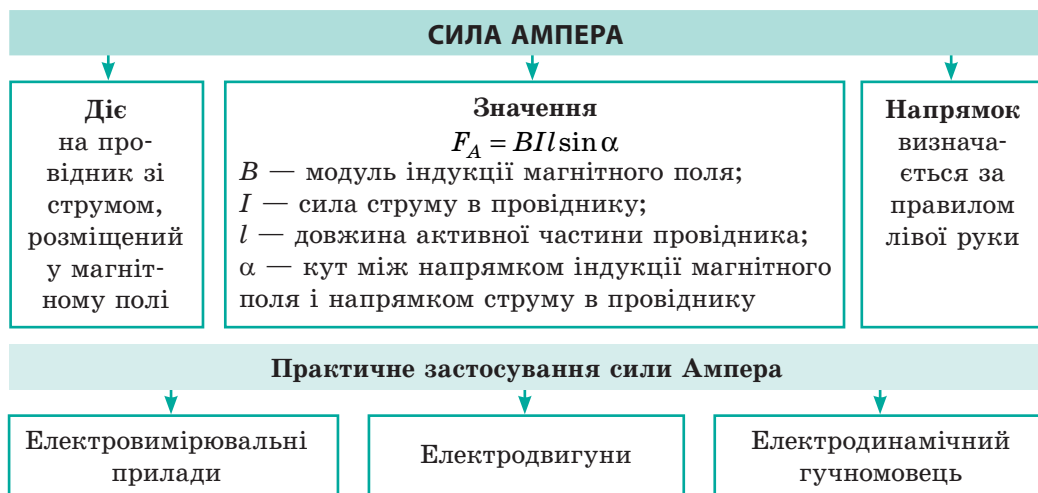 СИЛА АМПЕРА
Діє
на про-
відник зі
струмом,
розміщений
у магніт-
ному полі
Значення
F_A = BIl sin α
B — модуль індукції магнітного поля;
I — сила струму в провіднику;
l — довжина активної частини провідника;
α — кут між напрямком індукції магнітного
поля і напрямком струму в провіднику
Напрямок
визнача-
ється за
правилом
лівої руки
Практичне застосування сили Ампера
Електровимірювальні
прилади
Електродвигуни
Електродинамічний
гучномовець